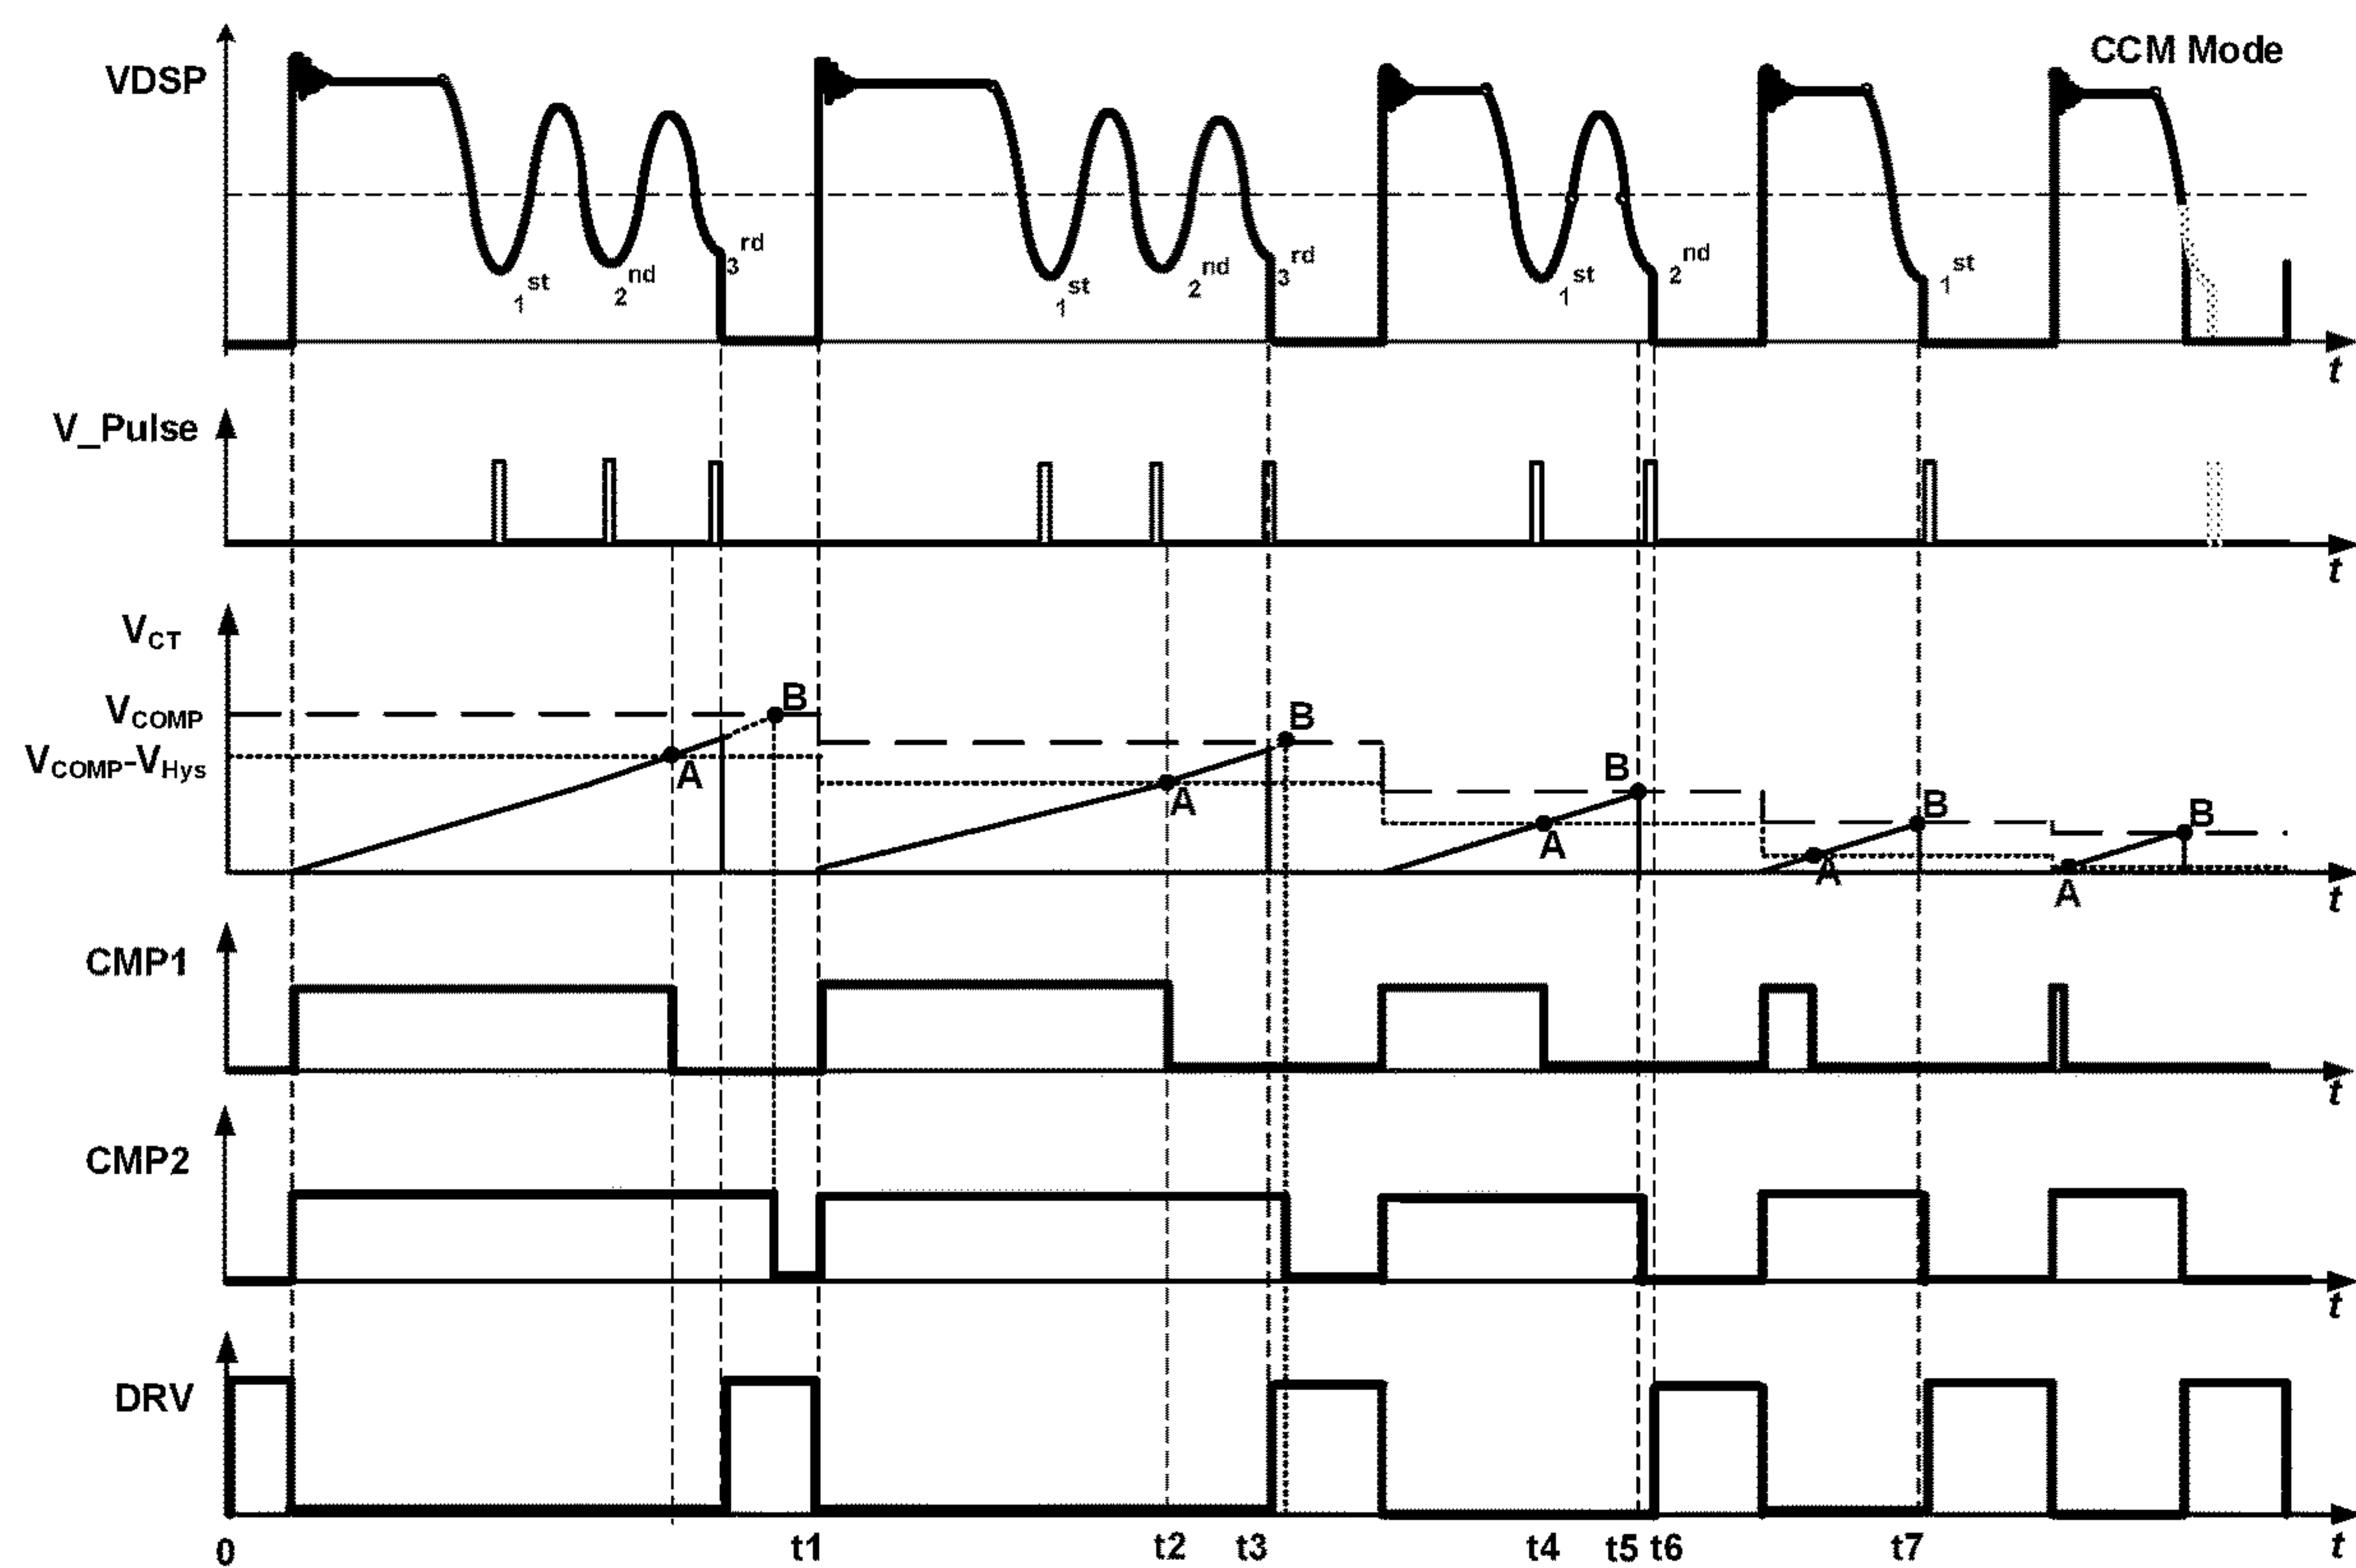 VDSP
CCM Mode
1st
2nd
3rd
1st
2nd
3rd
1st
2nd
1st
t
V_Pulse
t
VCT
VCOMP
B
B
VCOMP-VHys
A
A
B
A
B
A
B
A
t
CMP1
t
CMP2
t
DRV
0
t1
t2
t3
t4
t5
t6
t7
t